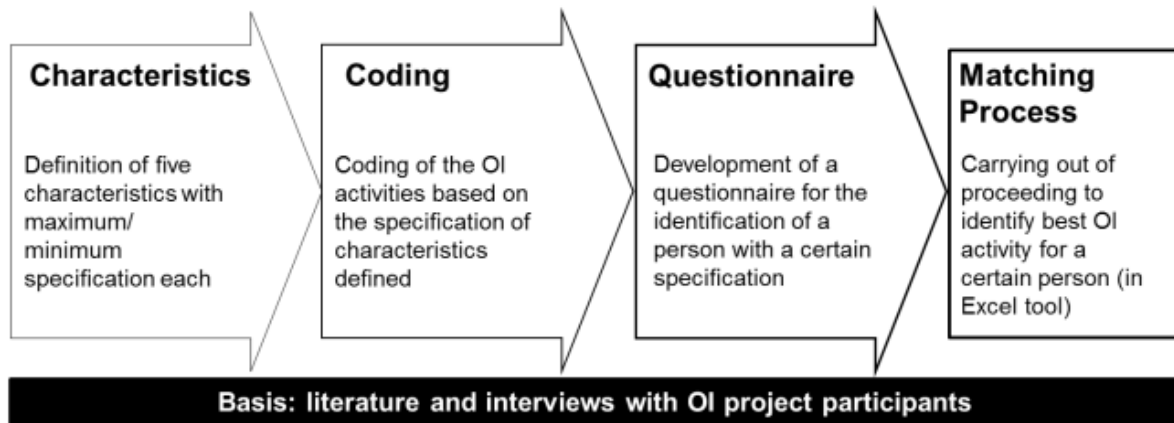 Characteristics
Definition of five
characteristics with
maximum/
minimum
specification each
Coding
Coding of the OI
activities based on
the specification of
characteristics
defined
Questionnaire
Development of a
questionnaire for the
identification of a
person with a certain
specification
Matching
Process
Carrying out of
proceeding to
identify best OI
activity for a
certain person (in
Excel tool)
Basis: literature and interviews with OI project participants